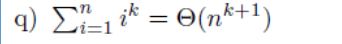 q) $\sum_{i=1}^{n} i^k = \Theta(n^{k+1})$